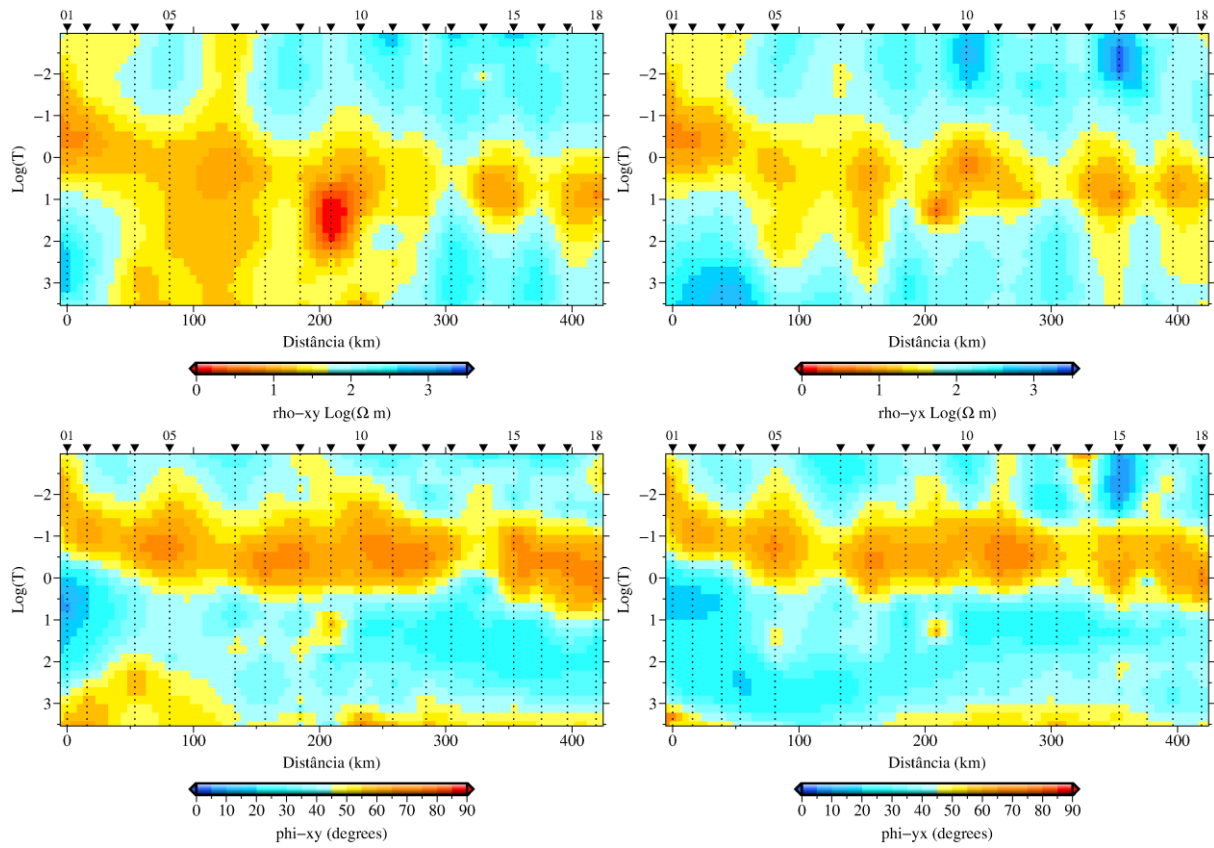 01 05 10 15 18
01 05 10 15 18
−2
−1
0
1
2
3
Log(T)
−2
−1
0
1
2
3
Log(T)
0 100 200 300 400
0 100 200 300 400
Distância (km)
Distância (km)
0 1 2 3
0 1 2 3
rho−xy Log(Ω m)
rho−yx Log(Ω m)
01 05 10 15 18
01 05 10 15 18
−2
−1
0
1
2
3
Log(T)
−2
−1
0
1
2
3
Log(T)
0 100 200 300 400
0 100 200 300 400
Distância (km)
Distância (km)
0 10 20 30 40 50 60 70 80 90
0 10 20 30 40 50 60 70 80 90
phi−xy (degrees)
phi−yx (degrees)